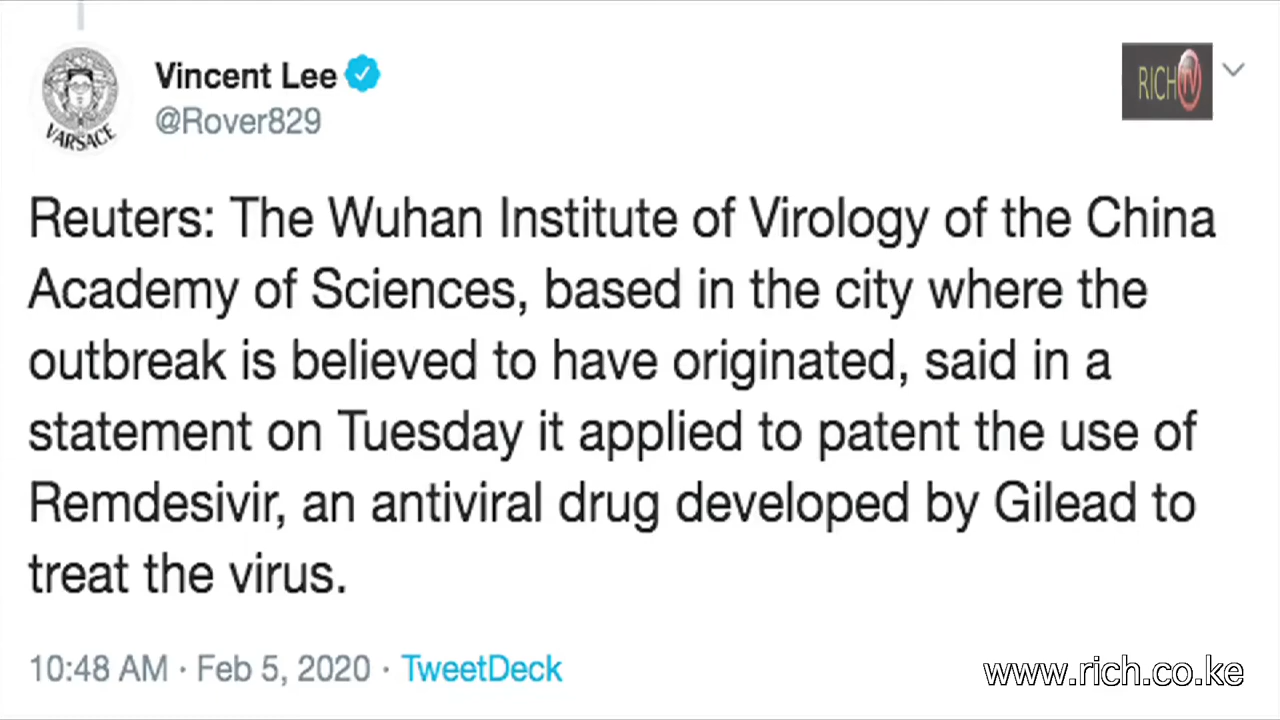 Vincent Lee
@Rover829
VARSACE
RICH TV
Reuters: The Wuhan Institute of Virology of the China
Academy of Sciences, based in the city where the
outbreak is believed to have originated, said in a
statement on Tuesday it applied to patent the use of
Remdesivir, an antiviral drug developed by Gilead to
treat the virus.
10:48 AM · Feb 5, 2020 · TweetDeck
www.rich.co.ke